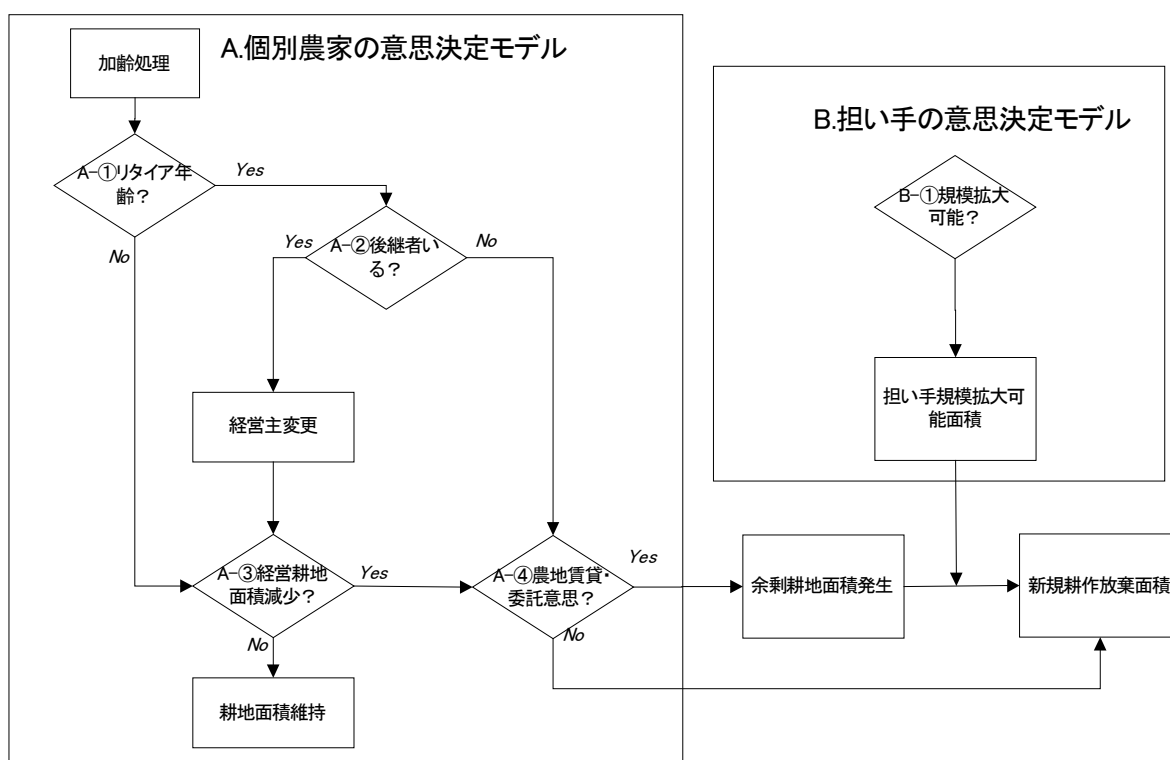 A.個別農家の意思決定モデル
加齢処理
A-①リタイア年
齢？
Yes
No
A-②後継者い
る？
Yes
No
経営主変更
A-③経営耕地
面積減少？
Yes
No
耕地面積維持
A-④農地賃貸・
委託意思？
Yes
No
B.担い手の意思決定モデル
B-①規模拡大
可能？
担い手規模拡大可
能面積
余剰耕地面積発生
新規耕作放棄面積